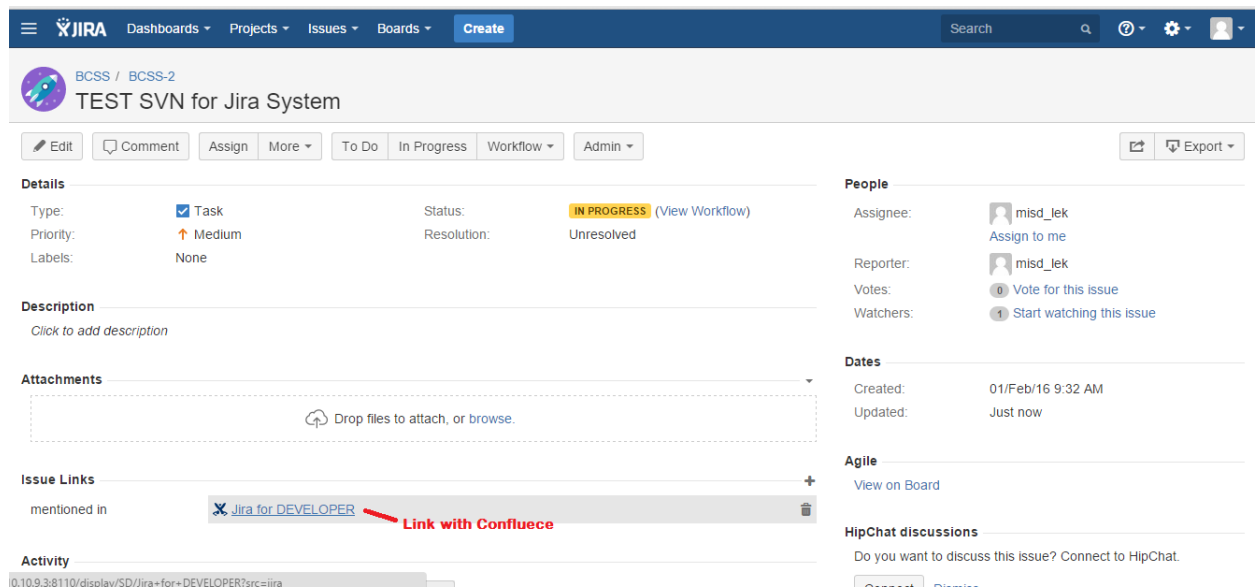 JIRA Dashboards Projects Issues Boards Create Search
BCSS / BCSS-2
TEST SVN for Jira System
Edit Comment Assign More To Do In Progress Workflow Admin Export
Details
Type: Task Status: IN PROGRESS (View Workflow)
Priority: Medium Resolution: Unresolved
Labels: None
Description
Click to add description
Attachments
Drop files to attach, or browse.
Issue Links
mentioned in Jira for DEVELOPER
Link with Confluece
Activity
0.10.9.3:8110/display/SD/Jira+for+DEVELOPER?src=jira
People
Assignee: misd_lek
Assign to me
Reporter: misd_lek
Votes: 0 Vote for this issue
Watchers: 1 Start watching this issue
Dates
Created: 01/Feb/16 9:32 AM
Updated: Just now
Agile
View on Board
HipChat discussions
Do you want to discuss this issue? Connect to HipChat.
Connect Dismiss